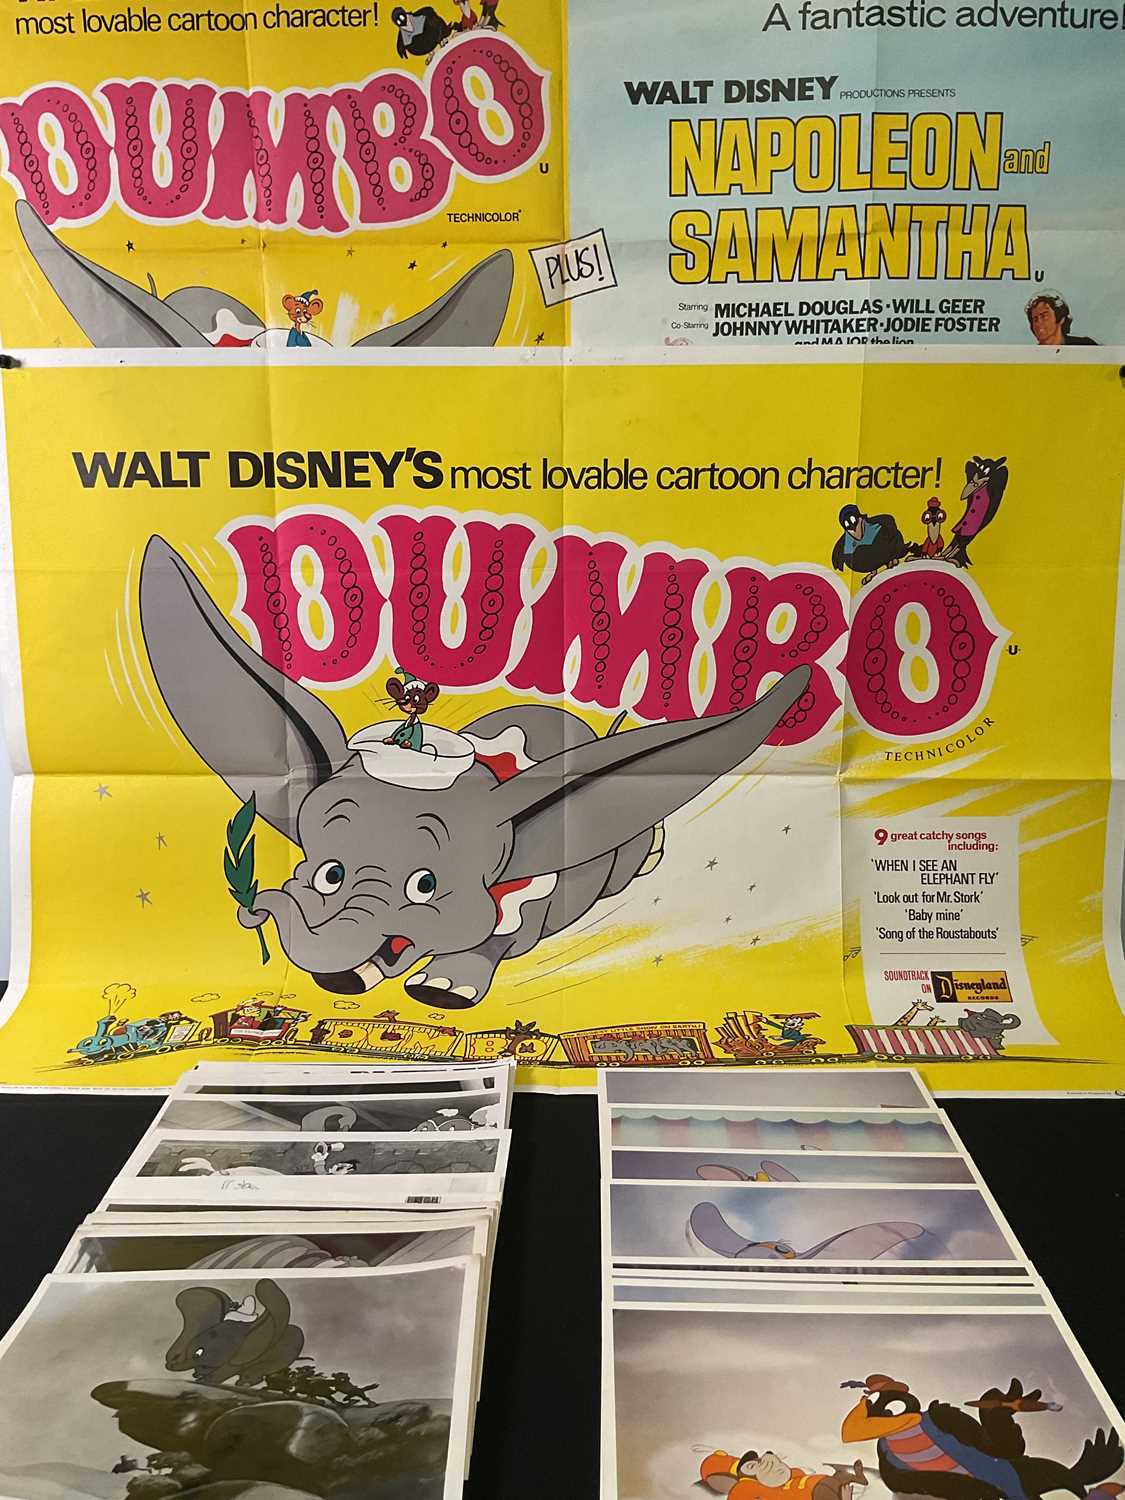 most lovable cartoon character!
DUMBO
U
TECHNICOLOR
PLUS!
A fantastic adventure!
WALT DISNEY PRODUCTIONS PRESENTS
NAPOLEON and
SAMANTHA
U
Starring MICHAEL DOUGLAS · WILL GEER
Co-Starring JOHNNY WHITAKER · JODIE FOSTER
and MAJOR the lion
WALT DISNEY'S most lovable cartoon character!
DUMBO
U
TECHNICOLOR
9 great catchy songs
including:
'WHEN I SEE AN
ELEPHANT FLY'
'Look out for Mr. Stork'
'Baby mine'
'Song of the Roustabouts'
SOUNDTRACK
ON
Disneyland
RECORDS